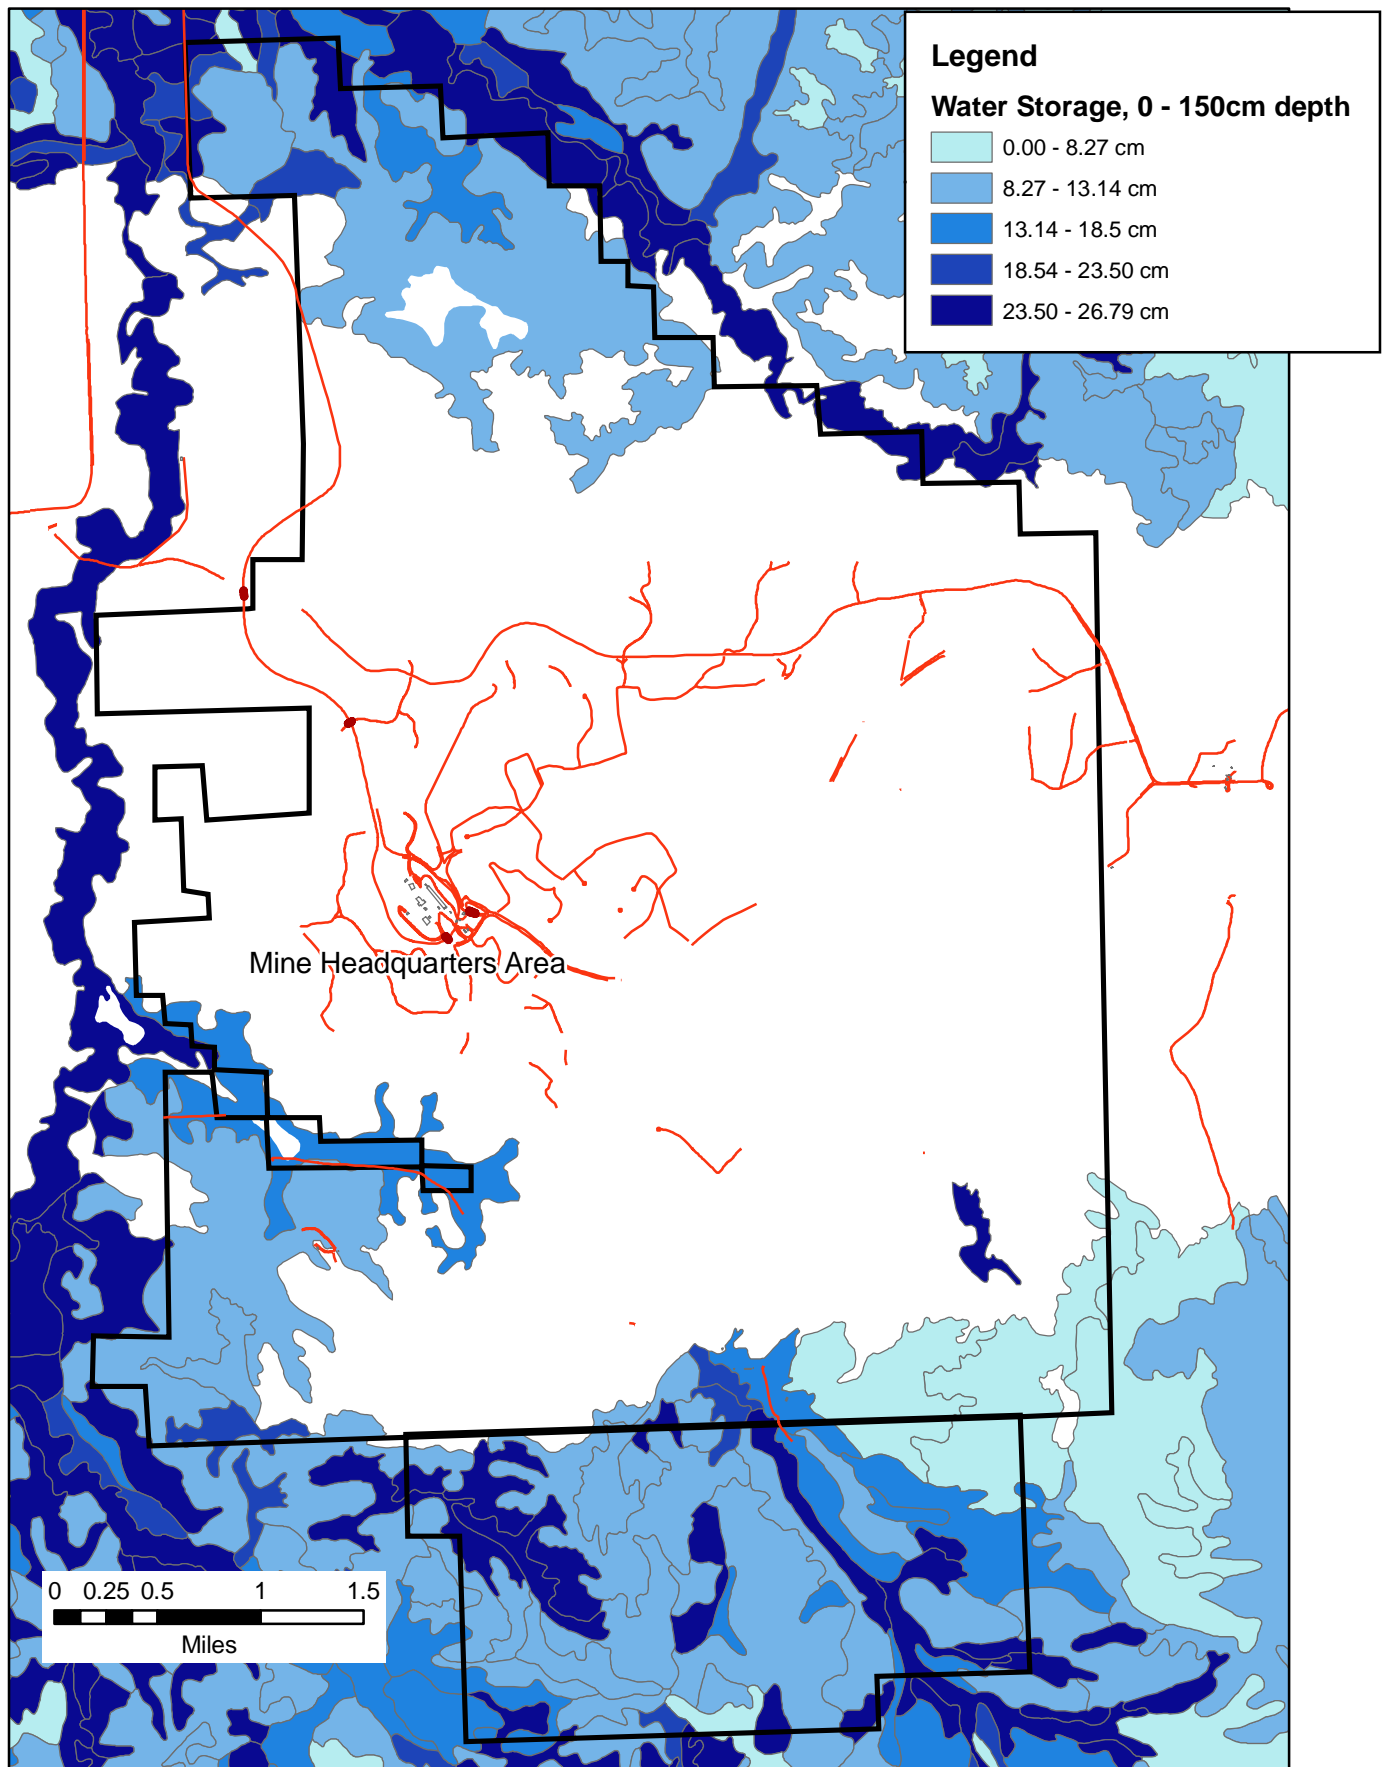 Legend
Water Storage, 0 - 150cm depth
0.00 - 8.27 cm
8.27 - 13.14 cm
13.14 - 18.5 cm
18.54 - 23.50 cm
23.50 - 26.79 cm
Mine Headquarters Area
0 0.25 0.5 1 1.5
Miles